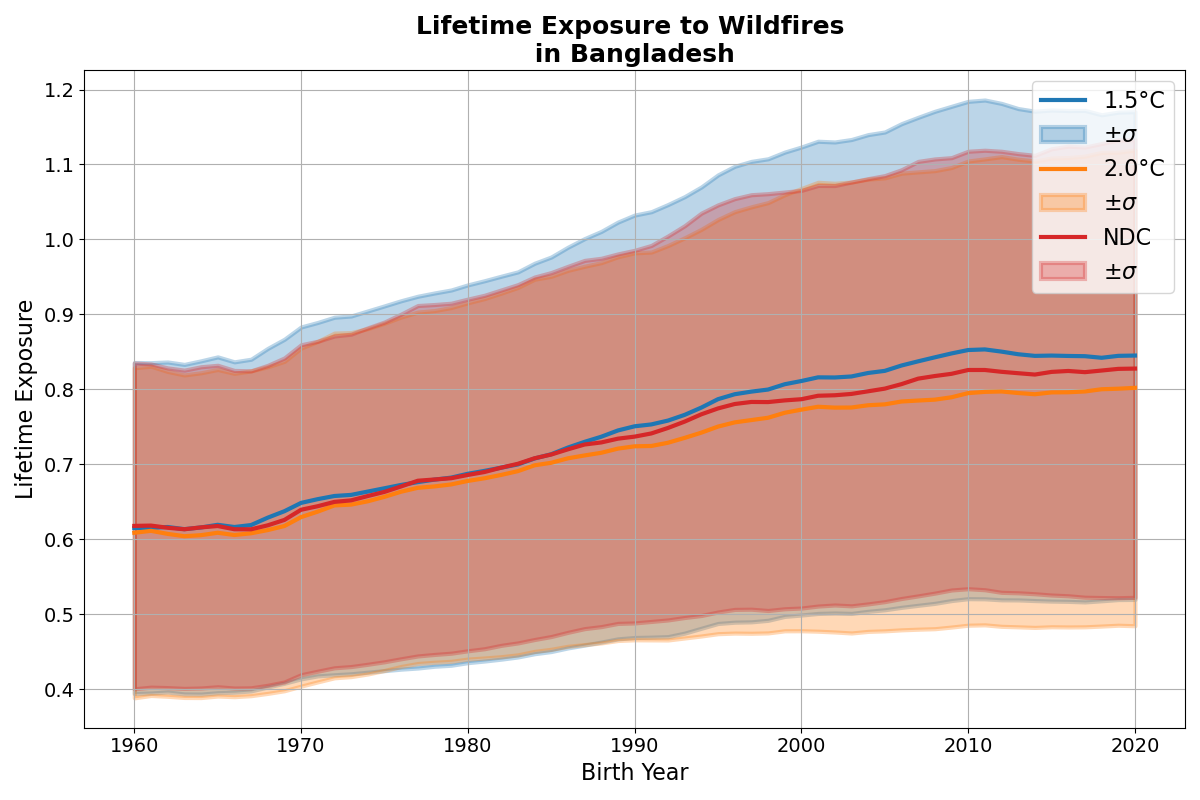 Lifetime Exposure to Wildfires
in Bangladesh
1.5°C
±σ
2.0°C
±σ
NDC
±σ
Lifetime Exposure
1.2
1.1
1.0
0.9
0.8
0.7
0.6
0.5
0.4
1960 1970 1980 1990 2000 2010 2020
Birth Year